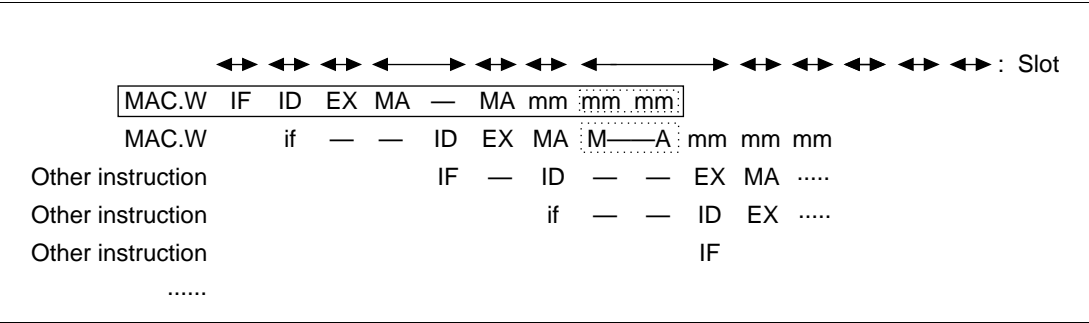 : Slot
MAC.W IF ID EX MA — MA mm mm mm
MAC.W if — — ID EX MA M——A mm mm mm
Other instruction IF — ID — — EX MA .....
Other instruction if — — ID EX .....
Other instruction IF
......